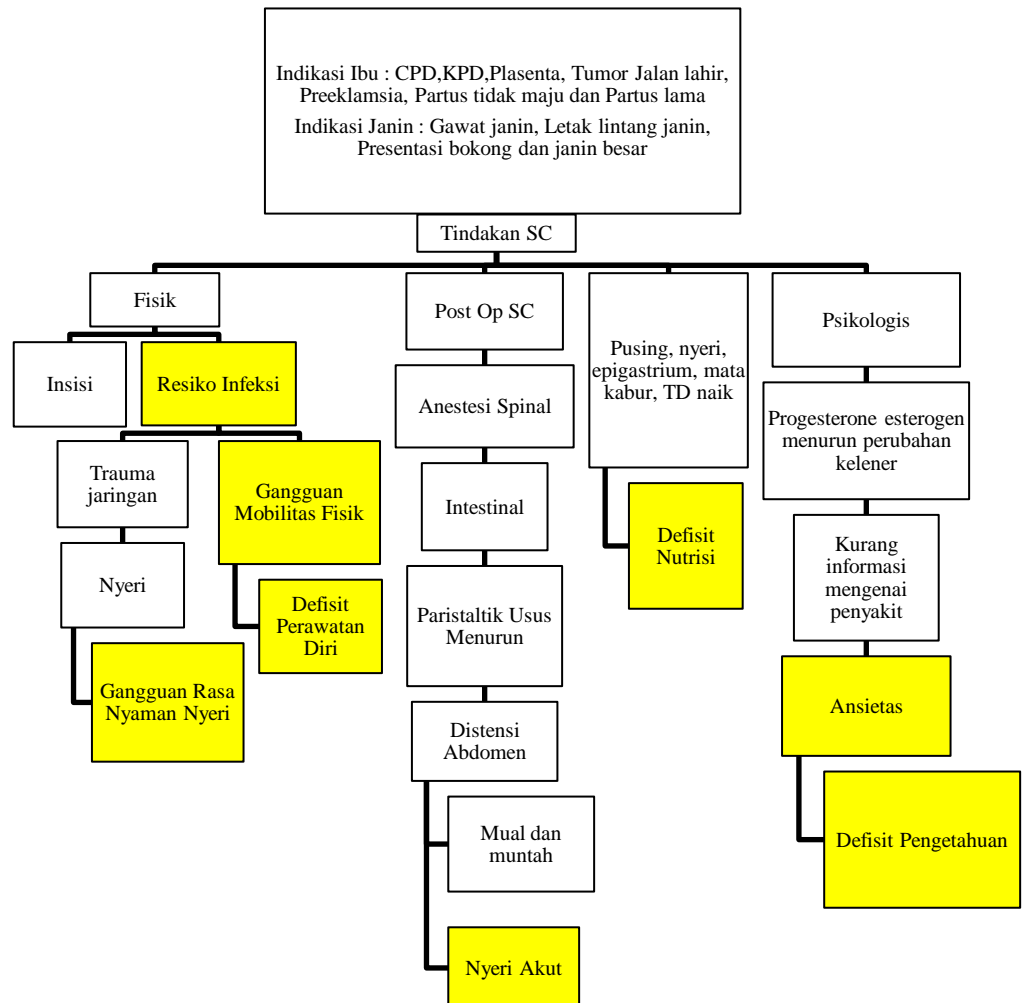 Indikasi Ibu : CPD,KPD,Plasenta, Tumor Jalan lahir,
Preeklamsia, Partus tidak maju dan Partus lama
Indikasi Janin : Gawat janin, Letak lintang janin,
Presentasi bokong dan janin besar
Tindakan SC
Fisik
Insisi
Resiko Infeksi
Trauma
jaringan
Nyeri
Gangguan Rasa
Nyaman Nyeri
Gangguan
Mobilitas Fisik
Defisit
Perawatan
Diri
Post Op SC
Anestesi Spinal
Intestinal
Paristaltik Usus
Menurun
Distensi
Abdomen
Mual dan
muntah
Nyeri Akut
Pusing, nyeri,
epigastrium, mata
kabur, TD naik
Defisit
Nutrisi
Psikologis
Progesterone esterogen
menurun perubahan
kelener
Kurang
informasi
mengenai
penyakit
Ansietas
Defisit Pengetahuan